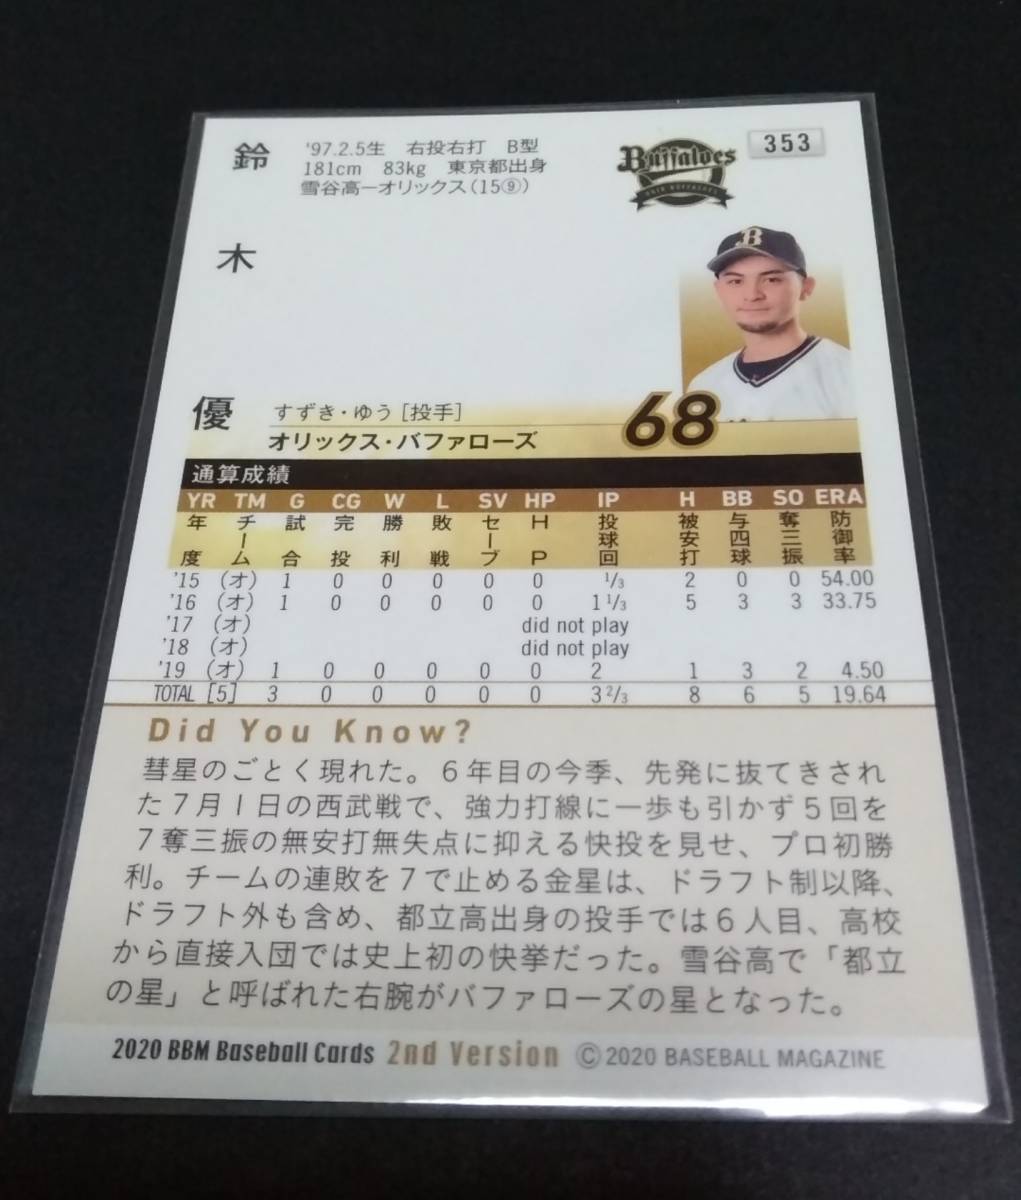 鈴木優
'97.2.5生 右投右打 B型
181cm 83kg 東京都出身
雪谷高ーオリックス(15⑨)
Buffaloes
ORIX BUFFALOES
353
B
すずき・ゆう[投手]
オリックス・バファローズ
68
通算成績
YR TM G CG W L SV HP IP H BB SO ERA
年度 チーム 試合 完投 勝利 敗戦 セーブ HP 投球回 被安打 与四球 奪三振 防御率
'15 (オ) 1 0 0 0 0 0 1/3 2 0 0 54.00
'16 (オ) 1 0 0 0 0 0 1 1/3 5 3 3 33.75
'17 (オ) did not play
'18 (オ) did not play
'19 (オ) 1 0 0 0 0 0 2 1 3 2 4.50
TOTAL [5] 3 0 0 0 0 0 3 2/3 8 6 5 19.64
Did You Know?
彗星のごとく現れた。6年目の今季、先発に抜てきされ
た7月1日の西武戦で、強力打線に一歩も引かず5回を
7奪三振の無安打無失点に抑える快投を見せ、プロ初勝
利。チームの連敗を7で止める金星は、ドラフト制以降、
ドラフト外も含め、都立高出身の投手では6人目、高校
から直接入団では史上初の快挙だった。雪谷高で「都立
の星」と呼ばれた右腕がバファローズの星となった。
2020 BBM Baseball Cards 2nd Version © 2020 BASEBALL MAGAZINE